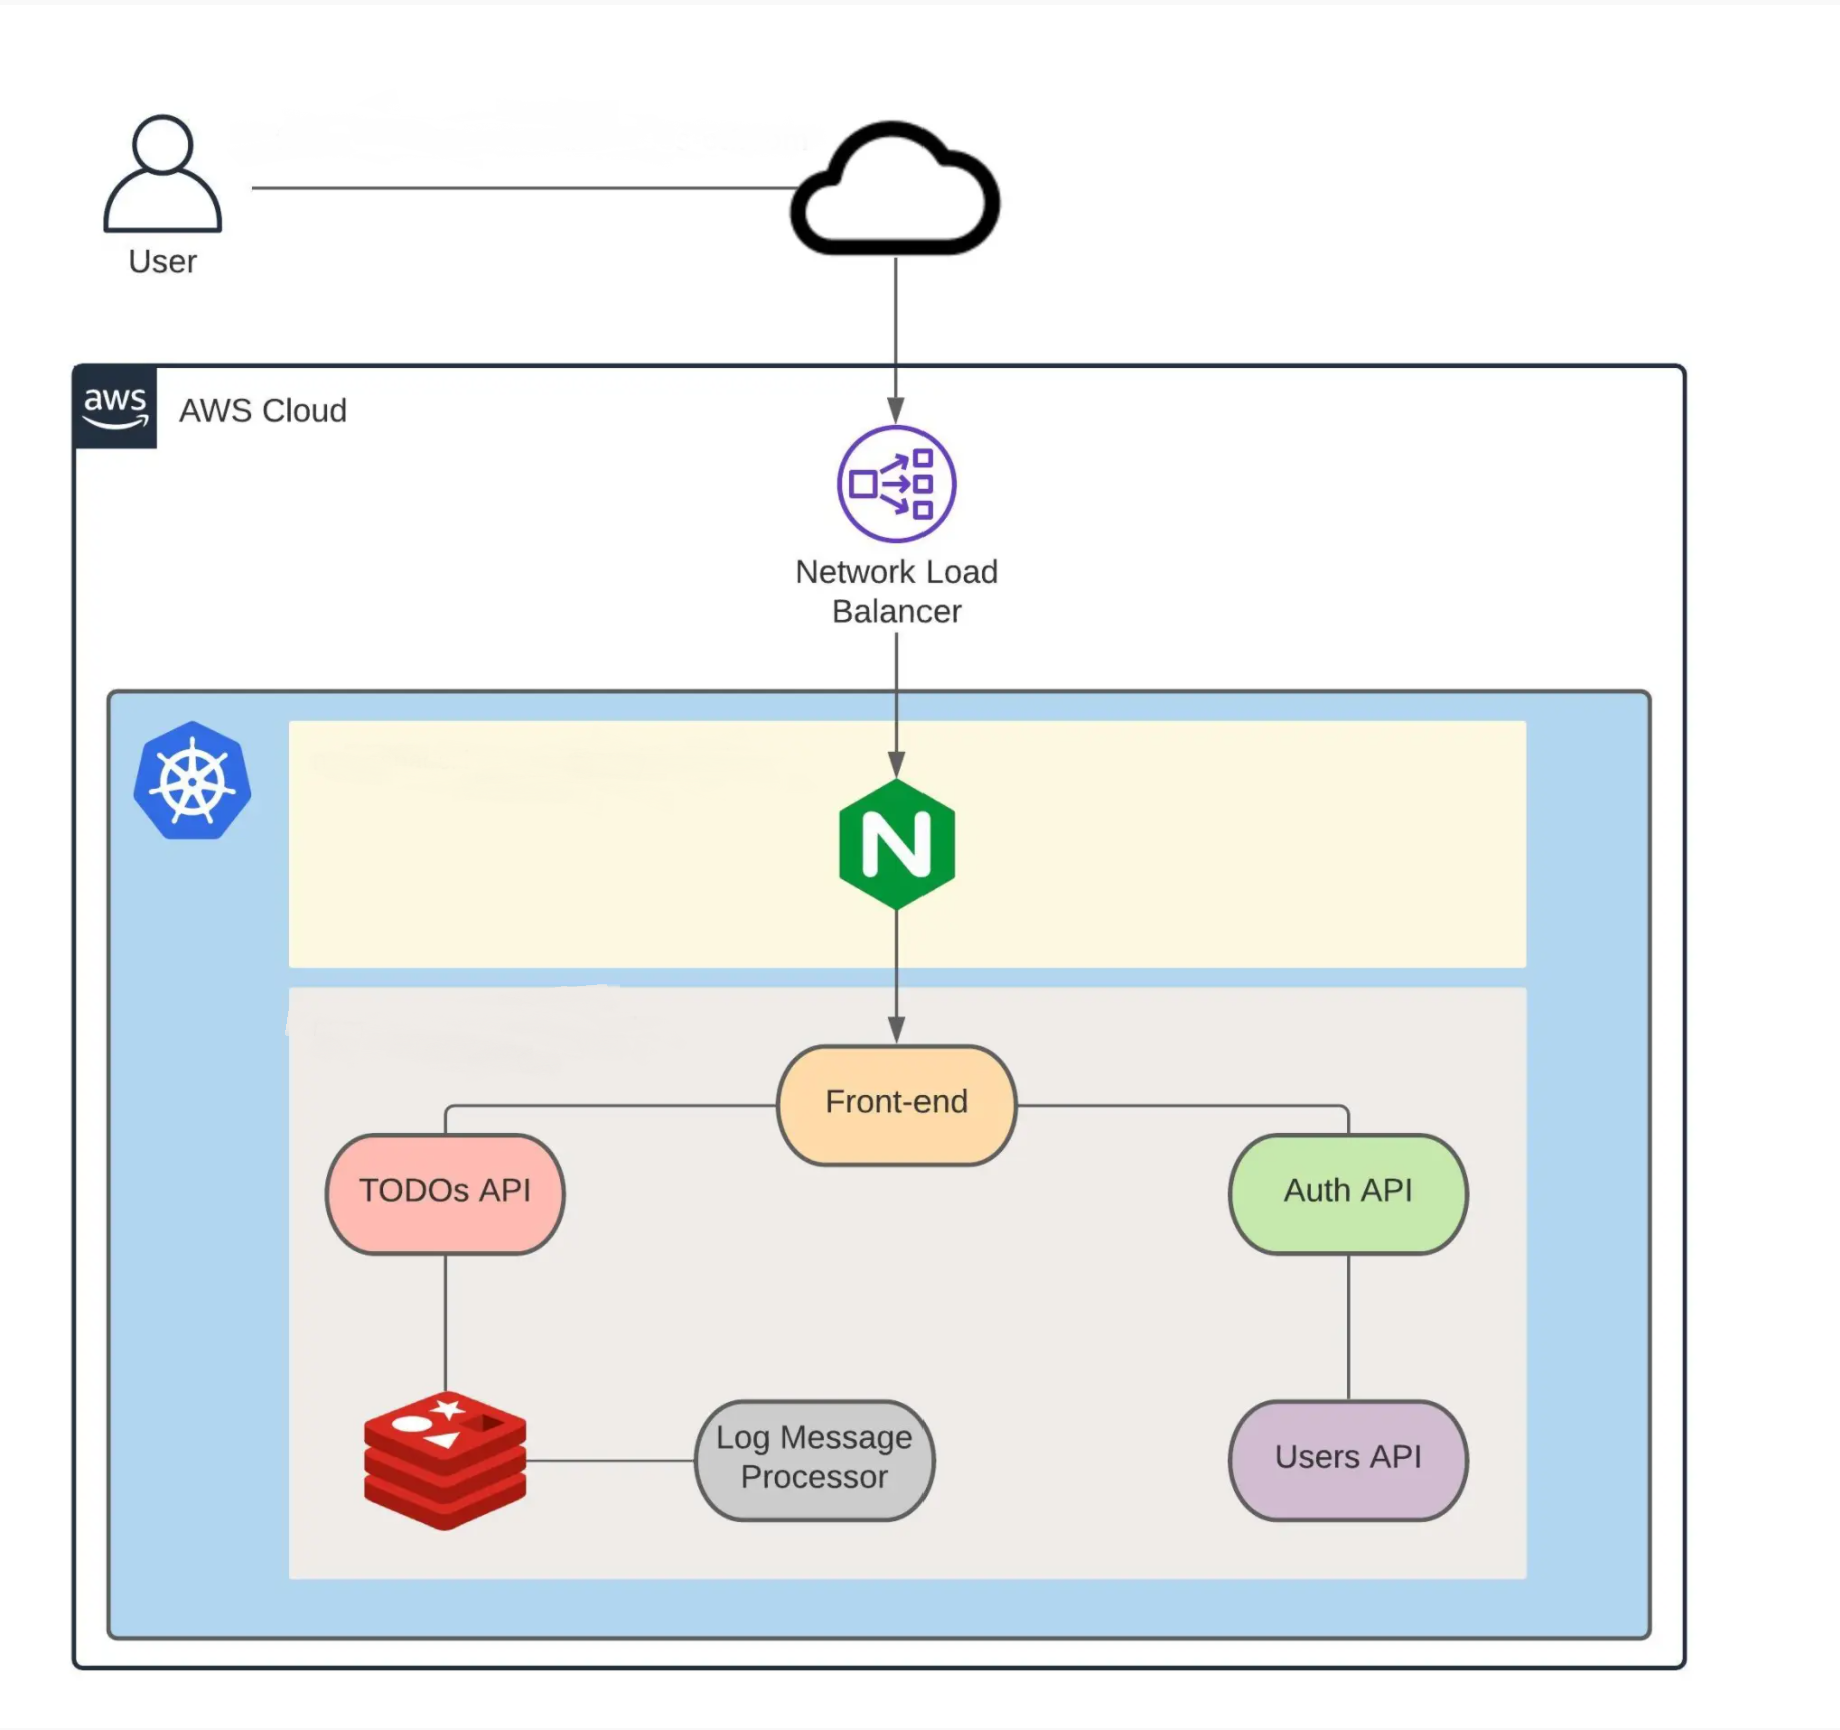 User
aws
AWS Cloud
Network Load
Balancer
N
Front-end
TODOs API
Auth API
Log Message
Processor
Users API